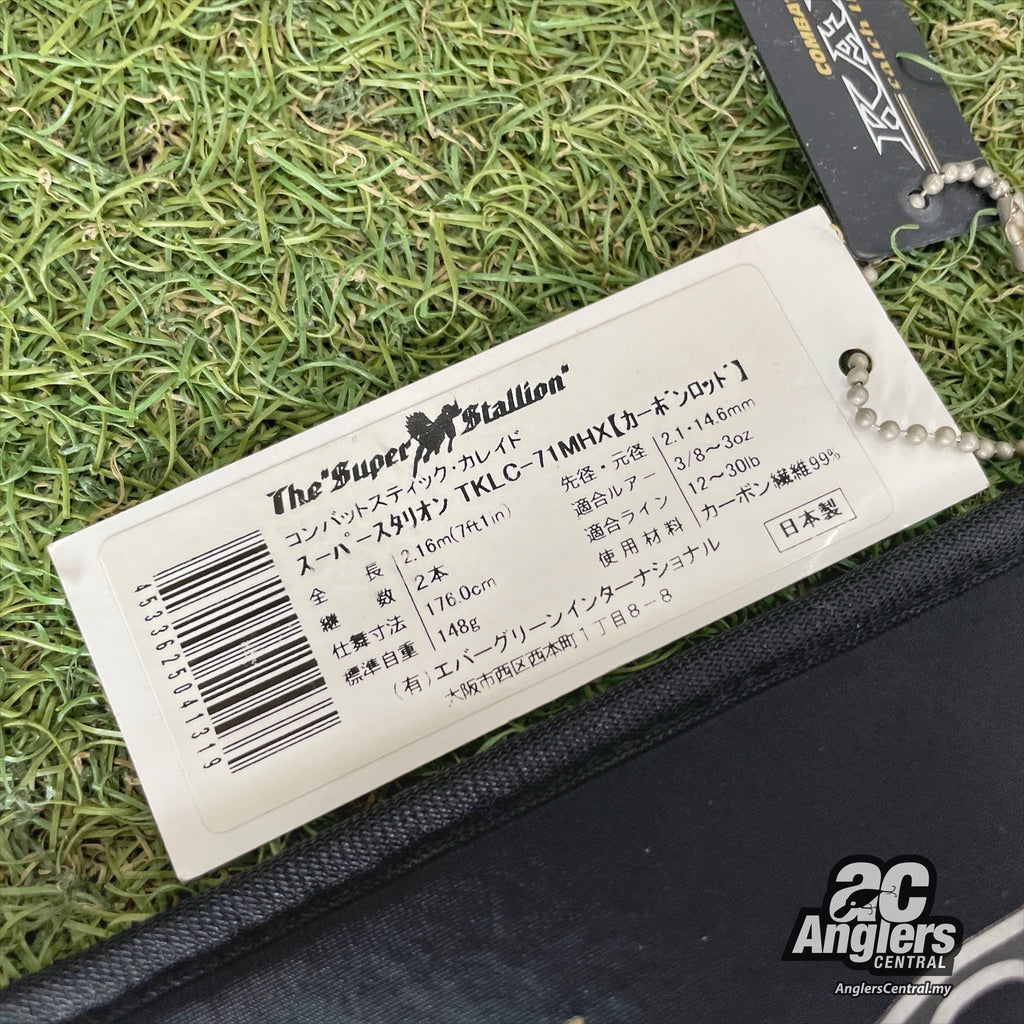 The "Super Stallion"
コンバットスティック・カレイド
スーパースタリオン TKLC-71MHX【カーボンロッド】
全長 2.16m(7ft1in)
継数 2本
仕舞寸法 176.0cm
標準自重 148g
先径・元径 2.1・14.6mm
適合ルアー 3/8〜3oz
適合ライン 12〜30lb
使用材料 カーボン繊維99%
(有)エバーグリーンインターナショナル
大阪市西区西本町1丁目8-8
日本製
4533625041319
ac
Anglers
CENTRAL
AnglersCentral.my